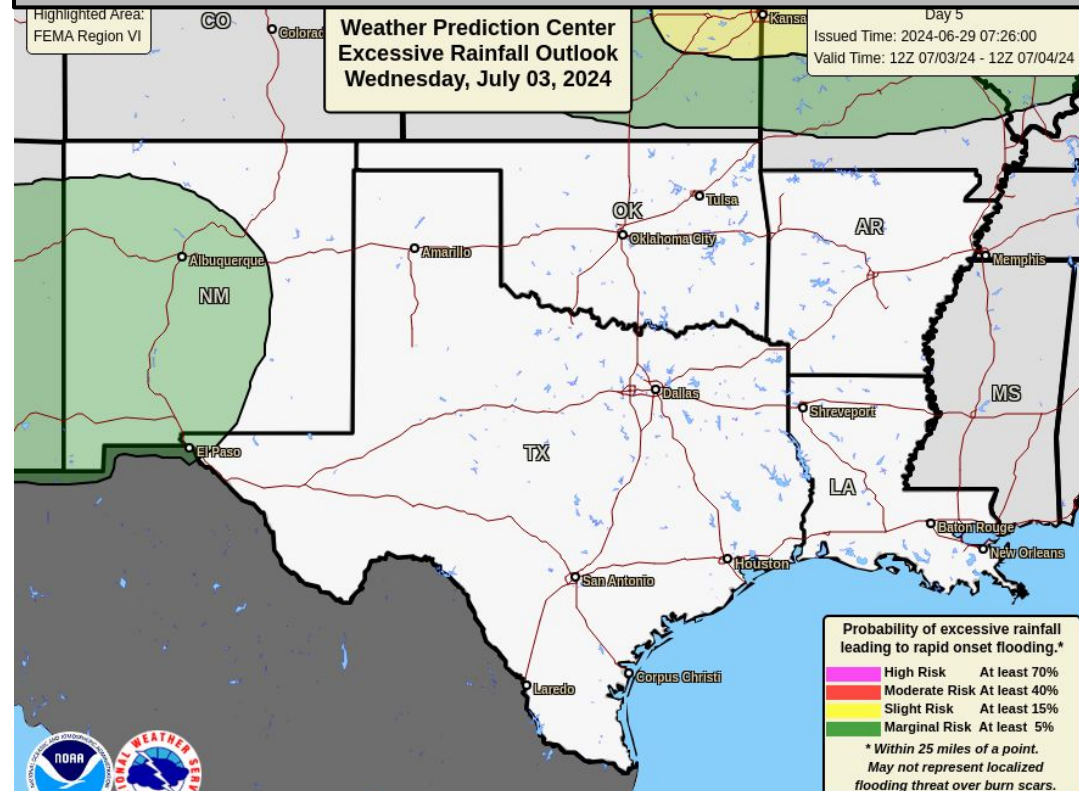 Highlighted Area:
FEMA Region VI
Weather Prediction Center
Excessive Rainfall Outlook
Wednesday, July 03, 2024
Day 5
Issued Time: 2024-06-29 07:26:00
Valid Time: 12Z 07/03/24 - 12Z 07/04/24
CO
Colorad
Kansa
Tulsa
OK
Oklahoma City
AR
Amarillo
Albuquerque
Memphis
NM
Dallas
MS
Shreveport
El Paso
TX
LA
Baton Rouge
New Orleans
Houston
San Antonio
Corpus Christi
Laredo
Probability of excessive rainfall
leading to rapid onset flooding.*
High Risk At least 70%
Moderate Risk At least 40%
Slight Risk At least 15%
Marginal Risk At least 5%
* Within 25 miles of a point.
May not represent localized
flooding threat over burn scars.
NOAA
ONAL WEATHER SERV